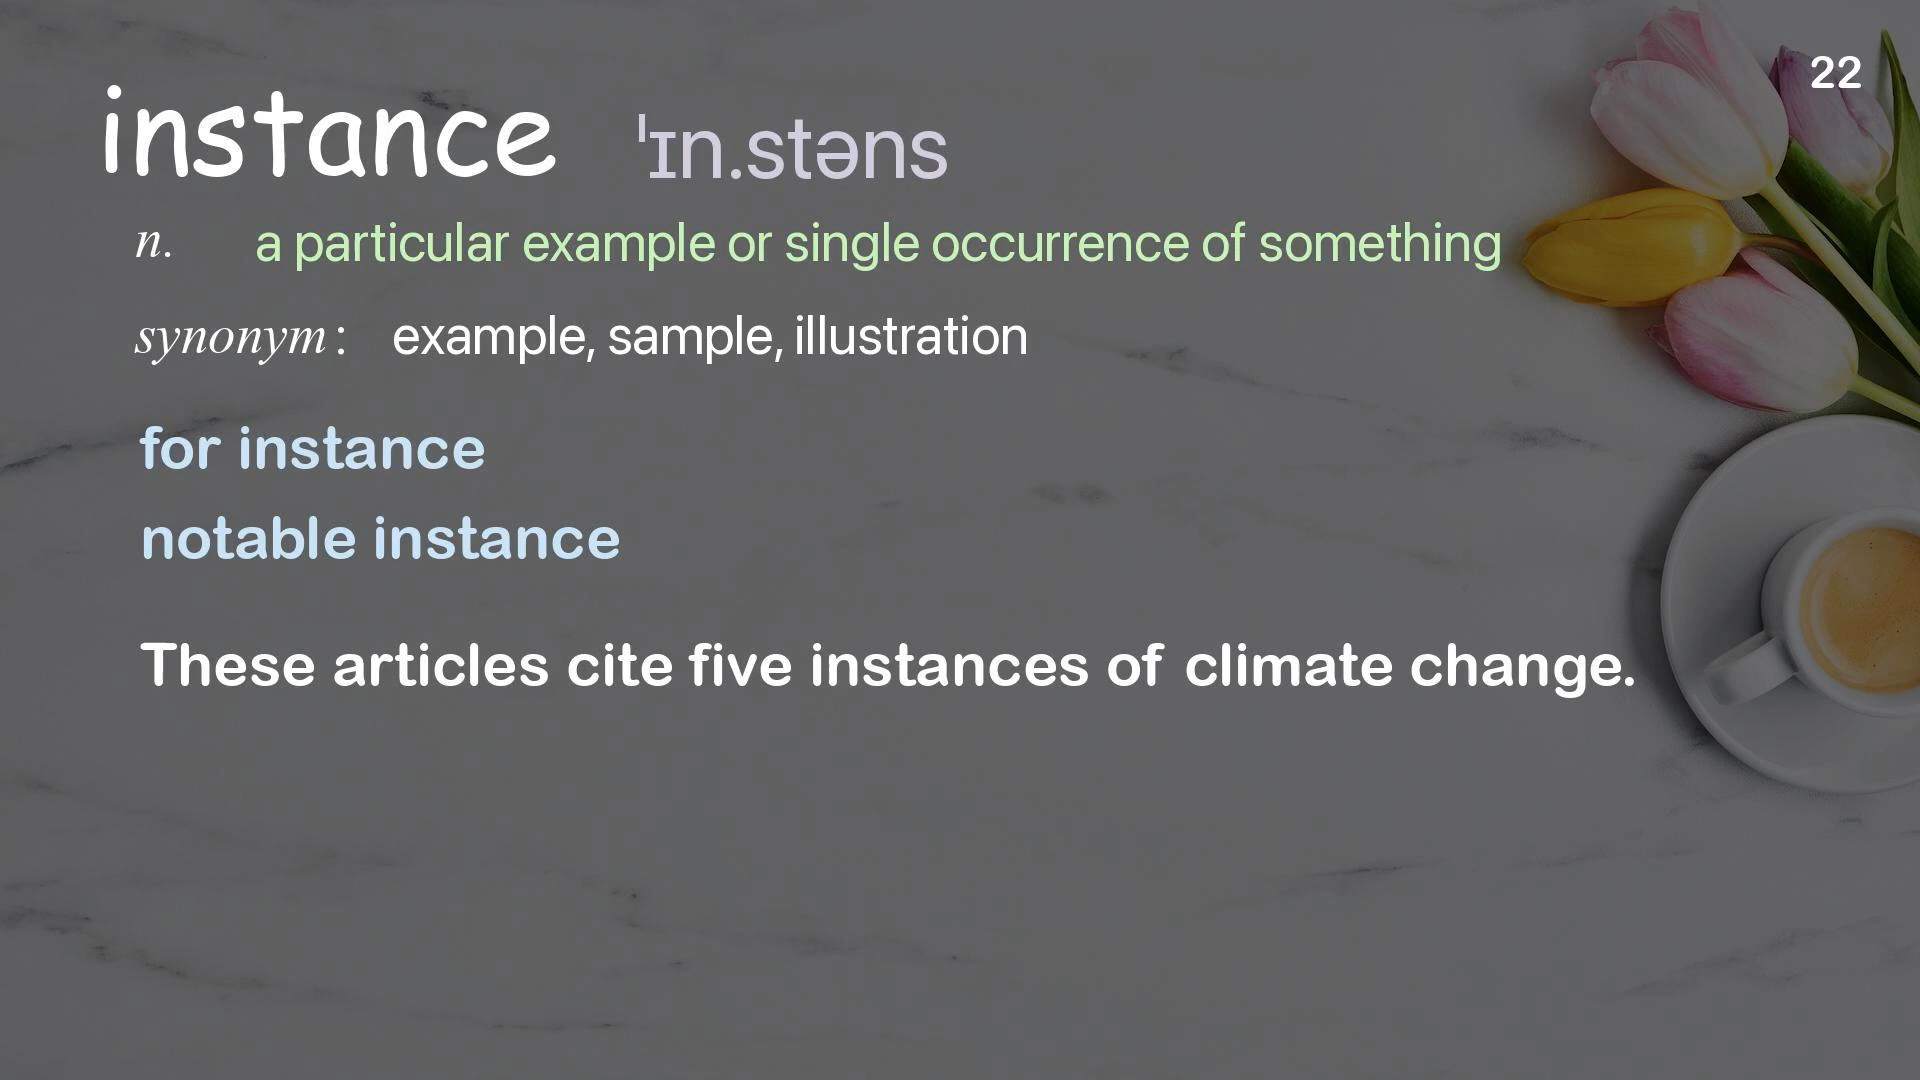 22
instance ˈɪn.stəns
n. a particular example or single occurrence of something
synonym: example, sample, illustration
for instance
notable instance
These articles cite five instances of climate change.